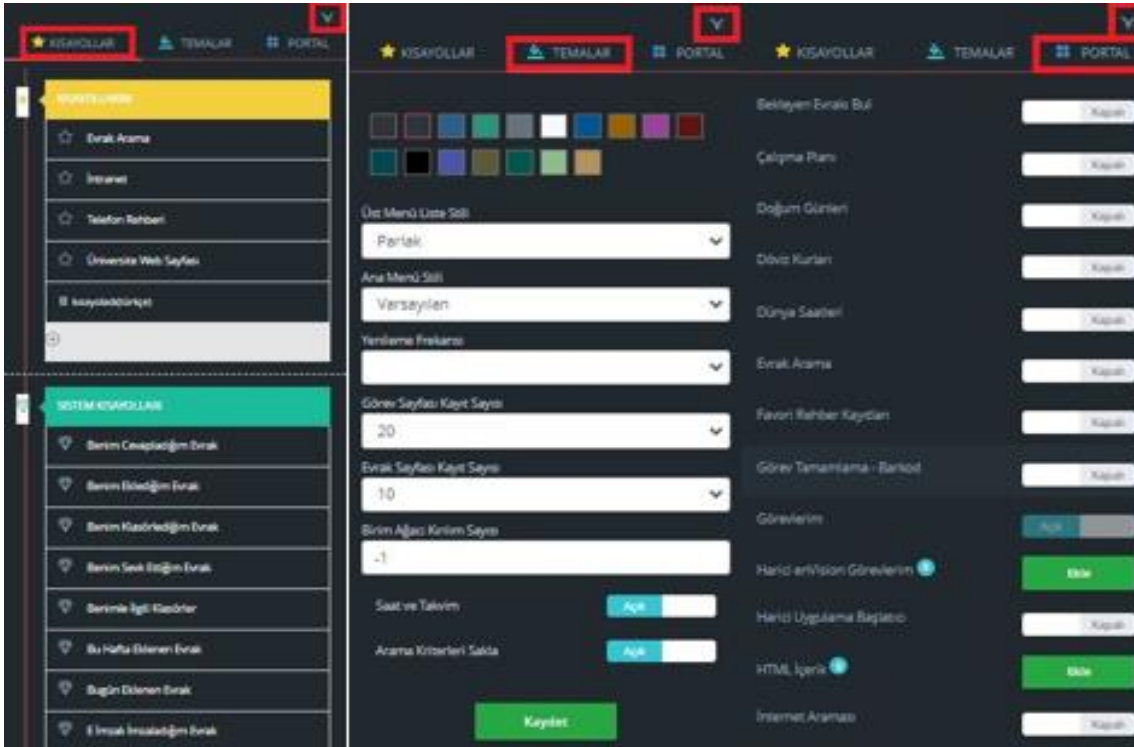 KISAYOLLAR
TEMALAR
PORTAL
Evrak Arama
İntranet
Telefon Rehberi
Üniversite Web Sayfası
SİSTEM KISAYOLLARI
Benim Cevapladığım Evrak
Benim Eklediğim Evrak
Benim Klasörlediğim Evrak
Benim Sevk Ettiğim Evrak
Benimle İlgili Klasörler
Bu Hafta Eklenen Evrak
Bugün Eklenen Evrak
E İmzalı İmzaladığım Evrak
KISAYOLLAR
TEMALAR
PORTAL
Üst Menü Liste Stili
Parlak
Ana Menü Stili
Varsayılan
Yenileme Frekansı
Görev Sayfası Kayıt Sayısı
20
Evrak Sayfası Kayıt Sayısı
10
Birim Ağacı Kırılım Sayısı
-1
Saat ve Takvim Açık
Arama Kriterleri Sakla Açık
Kaydet
KISAYOLLAR
TEMALAR
PORTAL
Bekleyen Evrakı Bul Kapalı
Çalışma Planı Kapalı
Doğum Günleri Kapalı
Döviz Kurları Kapalı
Dünya Saatleri Kapalı
Evrak Arama Kapalı
Favori Rehber Kayıtları Kapalı
Görev Tamamlama - Barkod Kapalı
Görevlerim Açık
Harici enVision Görevlerim Ekle
Harici Uygulama Başlatıcı Kapalı
HTML İçerik Ekle
İnternet Araması Kapalı